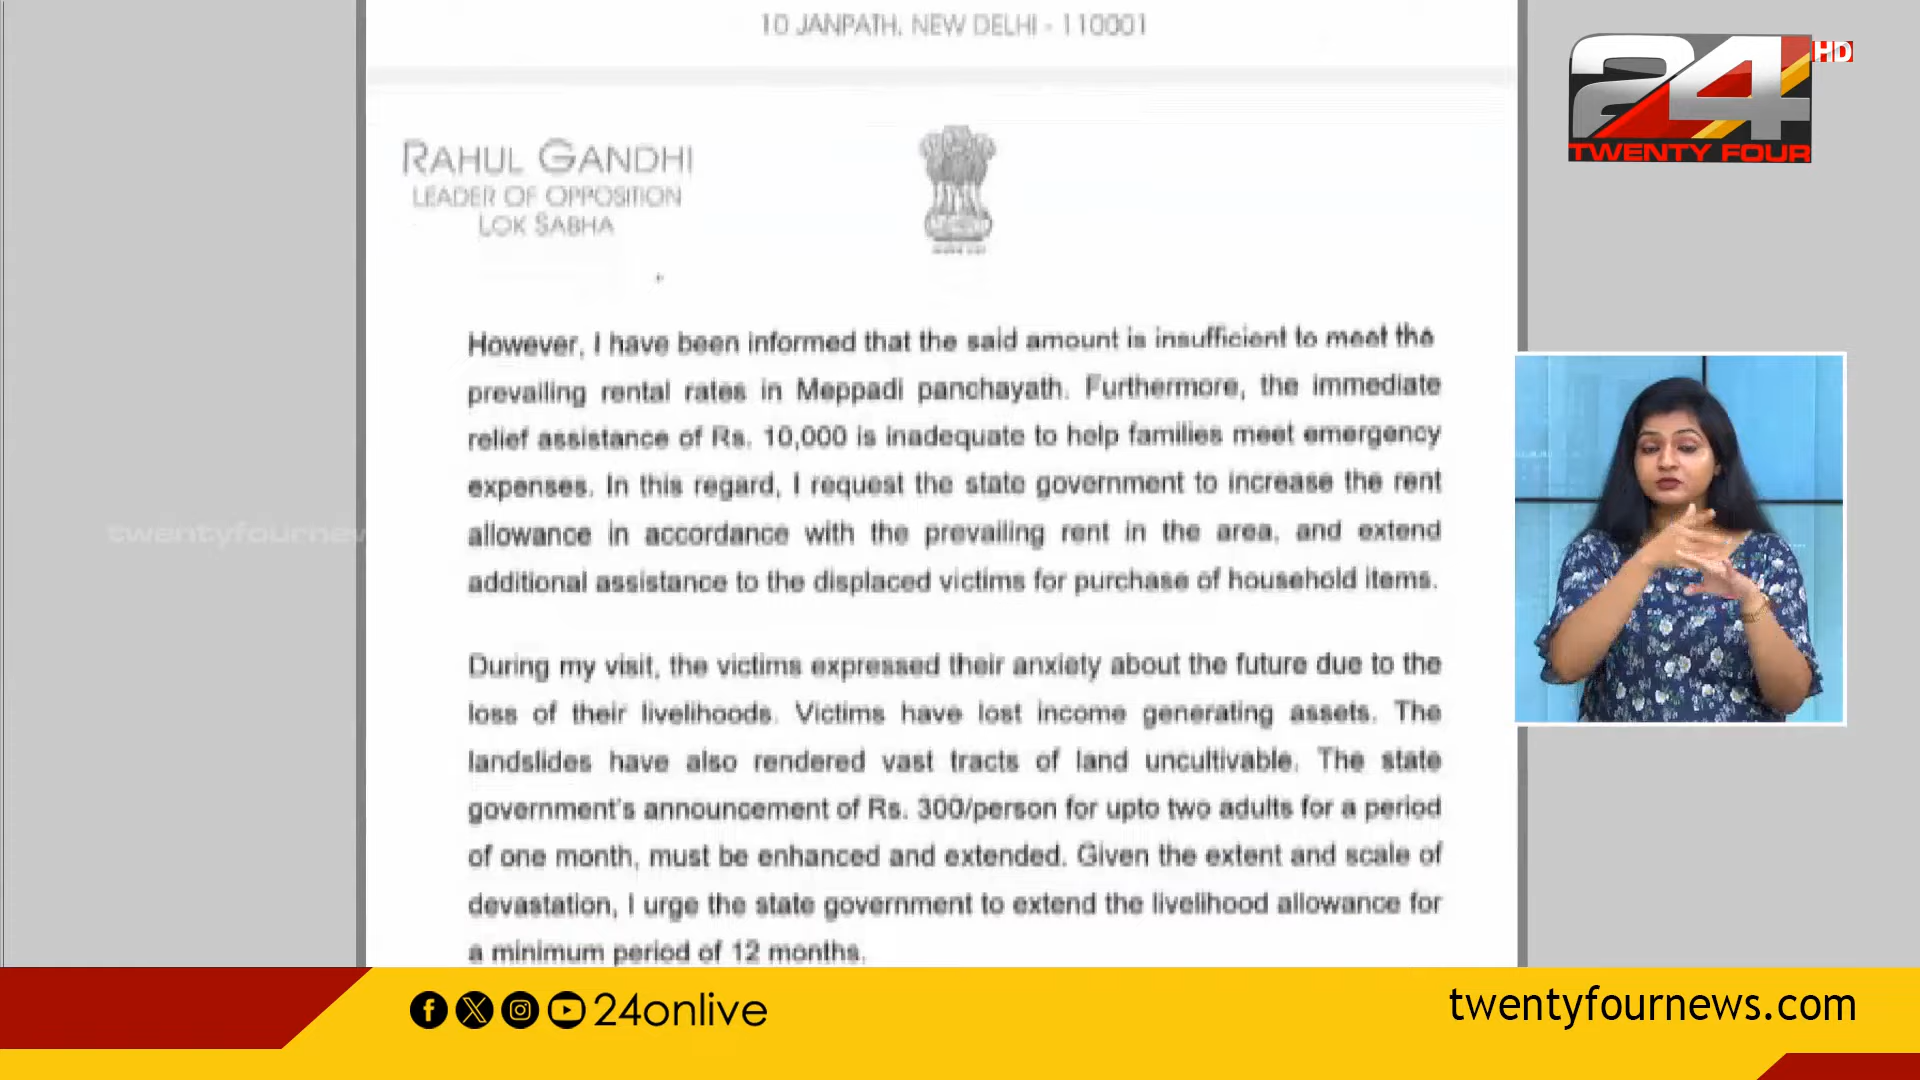 10 JANPATH, NEW DELHI - 110001
RAHUL GANDHI
LEADER OF OPPOSITION
LOK SABHA
However, I have been informed that the said amount is insufficient to meet the
prevailing rental rates in Meppadi panchayath. Furthermore, the immediate
relief assistance of Rs. 10,000 is inadequate to help families meet emergency
expenses. In this regard, I request the state government to increase the rent
allowance in accordance with the prevailing rent in the area, and extend
additional assistance to the displaced victims for purchase of household items.
During my visit, the victims expressed their anxiety about the future due to the
loss of their livelihoods. Victims have lost income generating assets. The
landslides have also rendered vast tracts of land uncultivable. The state
government's announcement of Rs. 300/person for upto two adults for a period
of one month, must be enhanced and extended. Given the extent and scale of
devastation, I urge the state government to extend the livelihood allowance for
a minimum period of 12 months.
24 HD
TWENTY FOUR
twentyfournew
24onlive
twentyfournews.com